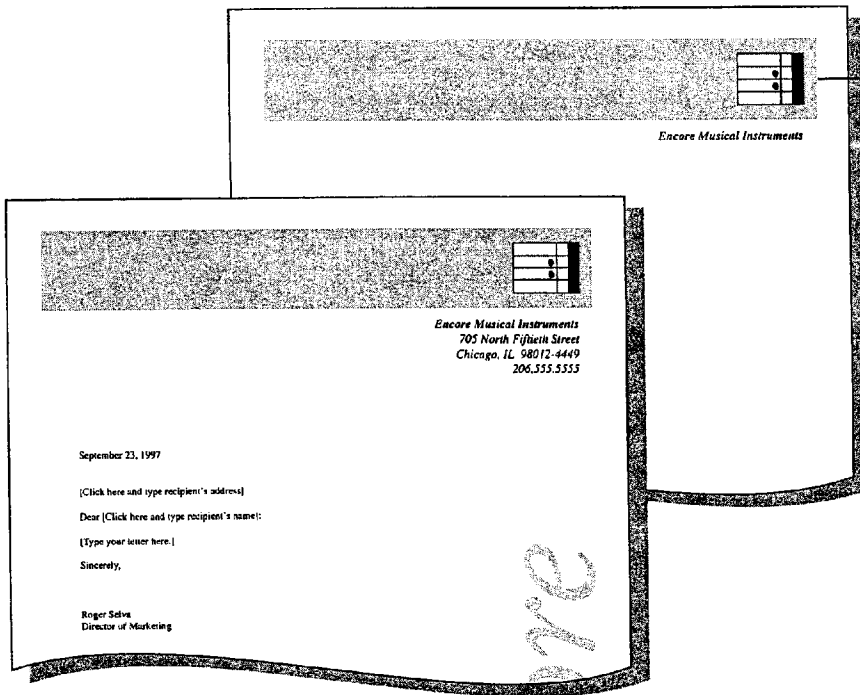 Encore Musical Instruments
Encore Musical Instruments
705 North Fiftieth Street
Chicago, IL 98012-4449
206.555.5555
September 23, 1997
[Click here and type recipient's address]
Dear [Click here and type recipient's name]:
[Type your letter here.]
Sincerely,
Roger Selva
Director of Marketing
ore